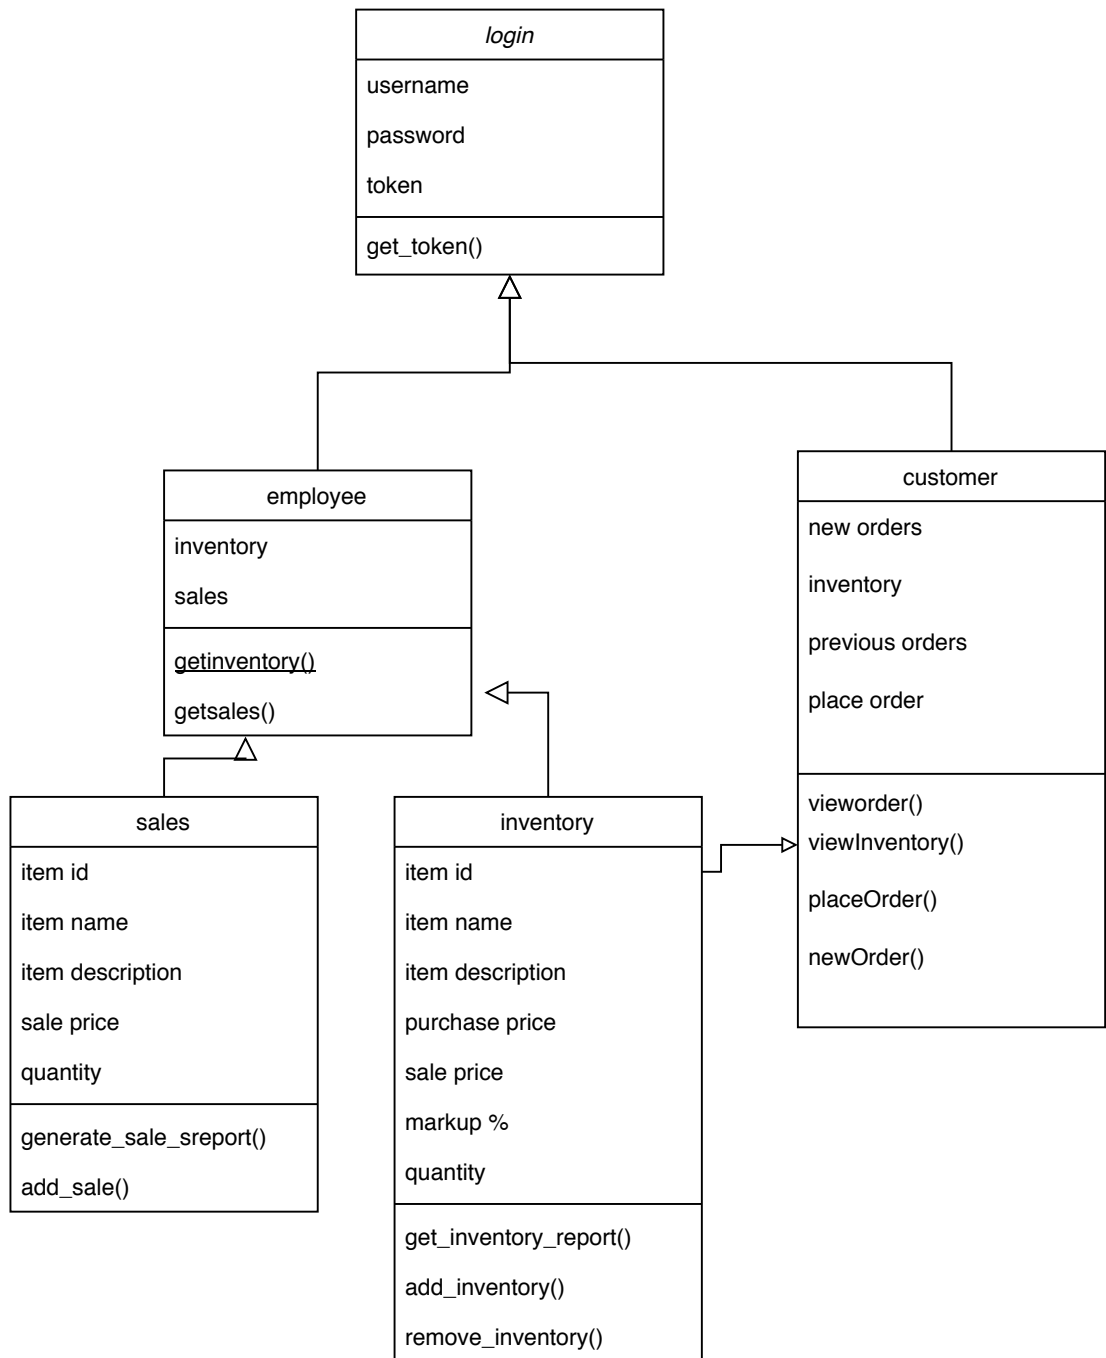 login
username
password
token
get_token()
employee
inventory
sales
getinventory()
getsales()
customer
new orders
inventory
previous orders
place order
vieworder()
viewInventory()
placeOrder()
newOrder()
sales
item id
item name
item description
sale price
quantity
generate_sale_sreport()
add_sale()
inventory
item id
item name
item description
purchase price
sale price
markup %
quantity
get_inventory_report()
add_inventory()
remove_inventory()